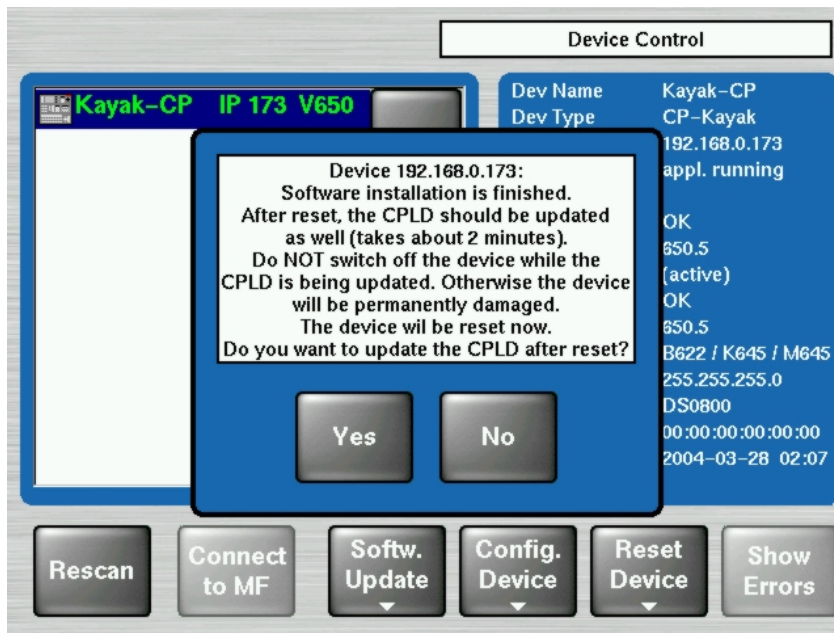 Device Control
Kayak-CP IP 173 V650
Dev Name Kayak-CP
Dev Type CP-Kayak
192.168.0.173
appl. running
OK
650.5
(active)
OK
650.5
B622 / K645 / M645
255.255.255.0
DS0800
00:00:00:00:00:00
2004-03-28 02:07
Device 192.168.0.173:
Software installation is finished.
After reset, the CPLD should be updated
as well (takes about 2 minutes).
Do NOT switch off the device while the
CPLD is being updated. Otherwise the device
will be permanently damaged.
The device wil be reset now.
Do you want to update the CPLD after reset?
Yes
No
Rescan
Connect
to MF
Softw.
Update
Config.
Device
Reset
Device
Show
Errors